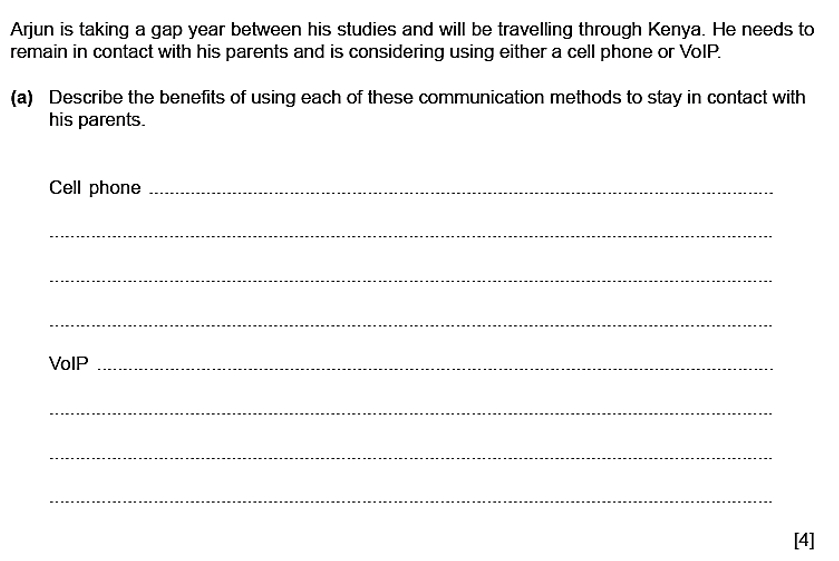 Arjun is taking a gap year between his studies and will be travelling through Kenya. He needs to
remain in contact with his parents and is considering using either a cell phone or VoIP.
(a) Describe the benefits of using each of these communication methods to stay in contact with
his parents.
Cell phone
VoIP
[4]